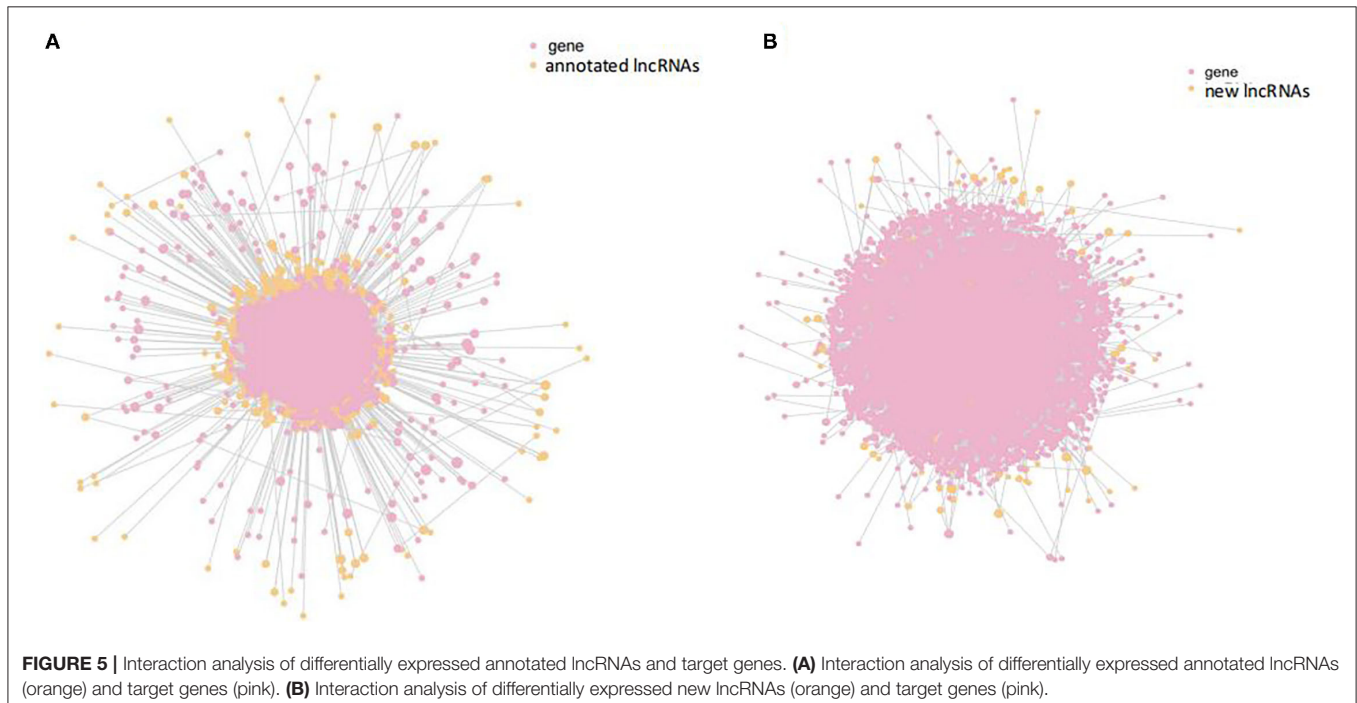 A
gene
annotated lncRNAs
B
gene
new lncRNAs
FIGURE 5 | Interaction analysis of differentially expressed annotated lncRNAs and target genes. (A) Interaction analysis of differentially expressed annotated lncRNAs
(orange) and target genes (pink). (B) Interaction analysis of differentially expressed new lncRNAs (orange) and target genes (pink).